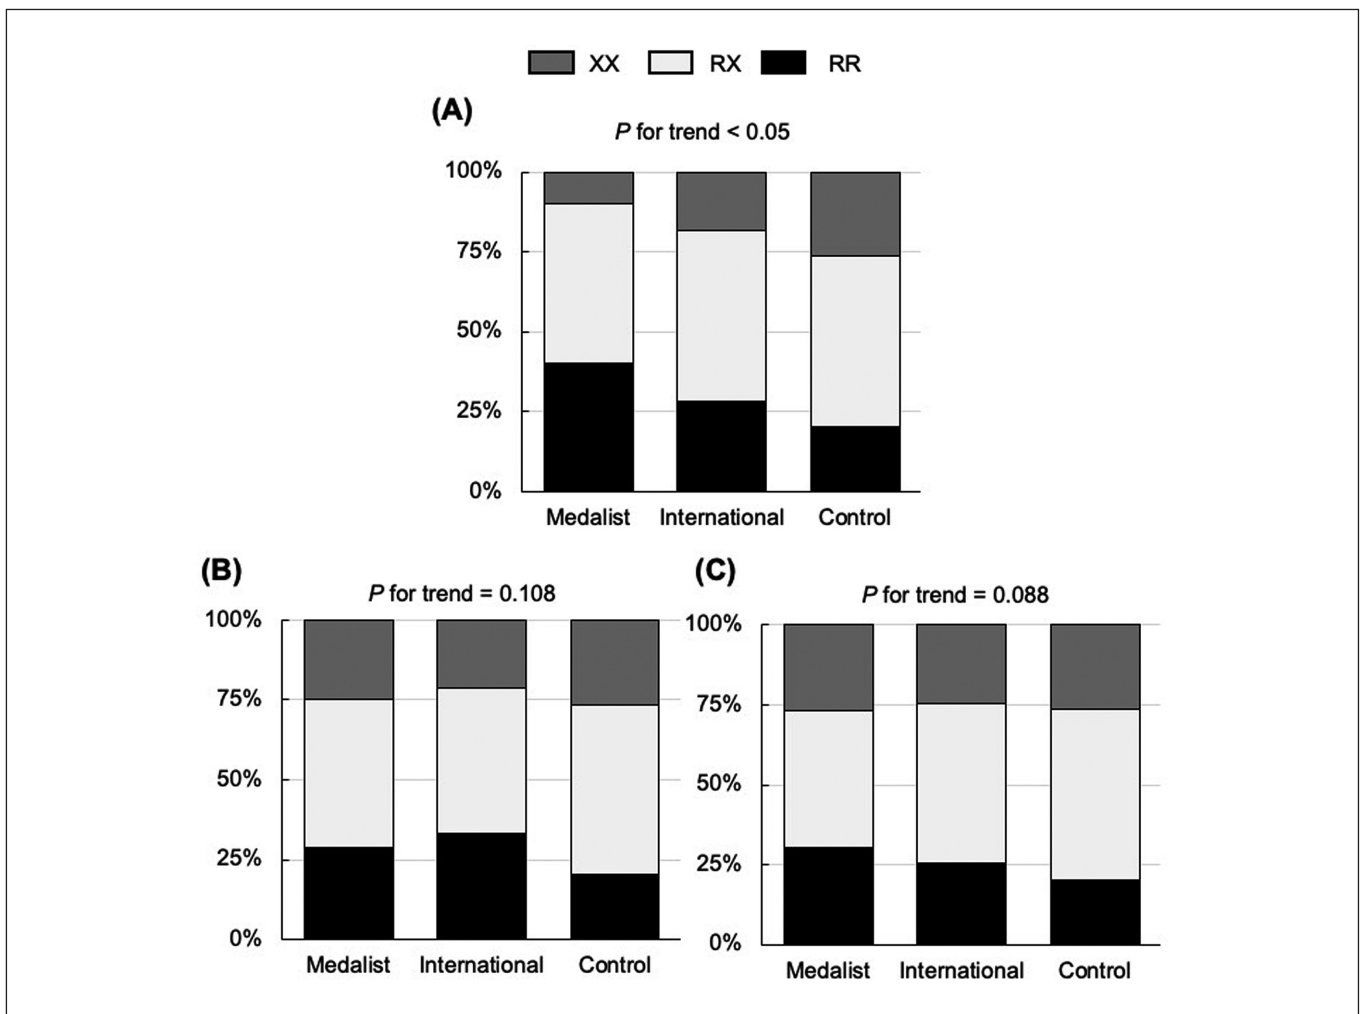 XX RX RR
(A)
P for trend < 0.05
100%
75%
50%
25%
0%
Medalist International Control
(B)
P for trend = 0.108
100%
75%
50%
25%
0%
Medalist International Control
(C)
P for trend = 0.088
100%
75%
50%
25%
0%
Medalist International Control